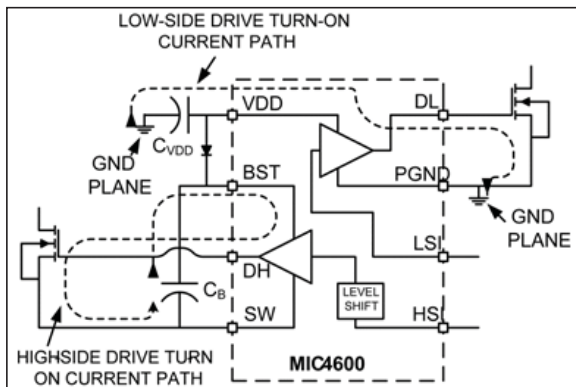 LOW-SIDE DRIVE TURN-ON
CURRENT PATH
VDD
DL
CVDD
GND
PLANE
BST
PGND
GND
PLANE
DH
LSI
CB
LEVEL
SHIFT
SW
HSI
HIGHSIDE DRIVE TURN
ON CURRENT PATH
MIC4600